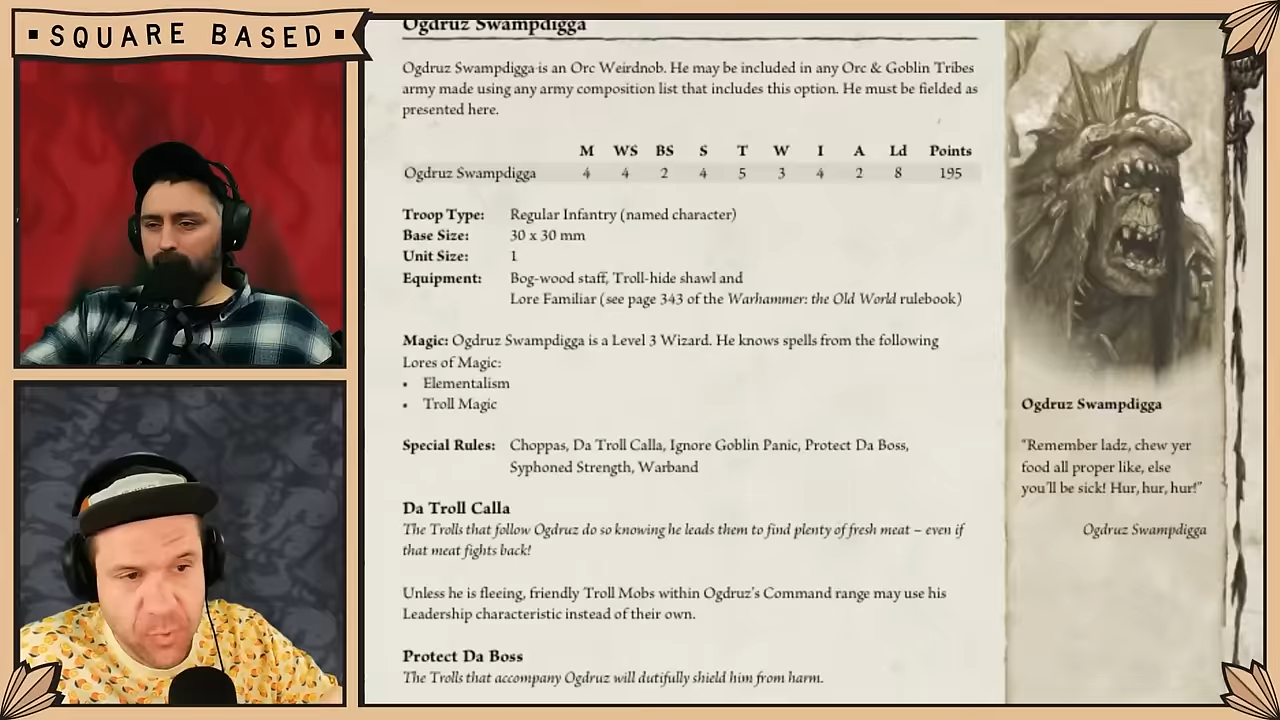 SQUARE BASED
Ogdruz Swampdigga
Ogdruz Swampdigga is an Orc Weirdnob. He may be included in any Orc & Goblin Tribes
army made using any army composition list that includes this option. He must be fielded as
presented here.
M WS BS S T W I A Ld Points
Ogdruz Swampdigga 4 4 2 4 5 3 4 2 8 195
Troop Type: Regular Infantry (named character)
Base Size: 30 x 30 mm
Unit Size: 1
Equipment: Bog-wood staff, Troll-hide shawl and
Lore Familiar (see page 343 of the Warhammer: the Old World rulebook)
Magic: Ogdruz Swampdigga is a Level 3 Wizard. He knows spells from the following
Lores of Magic:
• Elementalism
• Troll Magic
Special Rules: Choppas, Da Troll Calla, Ignore Goblin Panic, Protect Da Boss,
Syphoned Strength, Warband
Da Troll Calla
The Trolls that follow Ogdruz do so knowing he leads them to find plenty of fresh meat – even if
that meat fights back!
Unless he is fleeing, friendly Troll Mobs within Ogdruz's Command range may use his
Leadership characteristic instead of their own.
Protect Da Boss
The Trolls that accompany Ogdruz will dutifully shield him from harm.
Ogdruz Swampdigga
“Remember ladz, chew yer
food all proper like, else
you'll be sick! Hur, hur, hur!”
Ogdruz Swampdigga